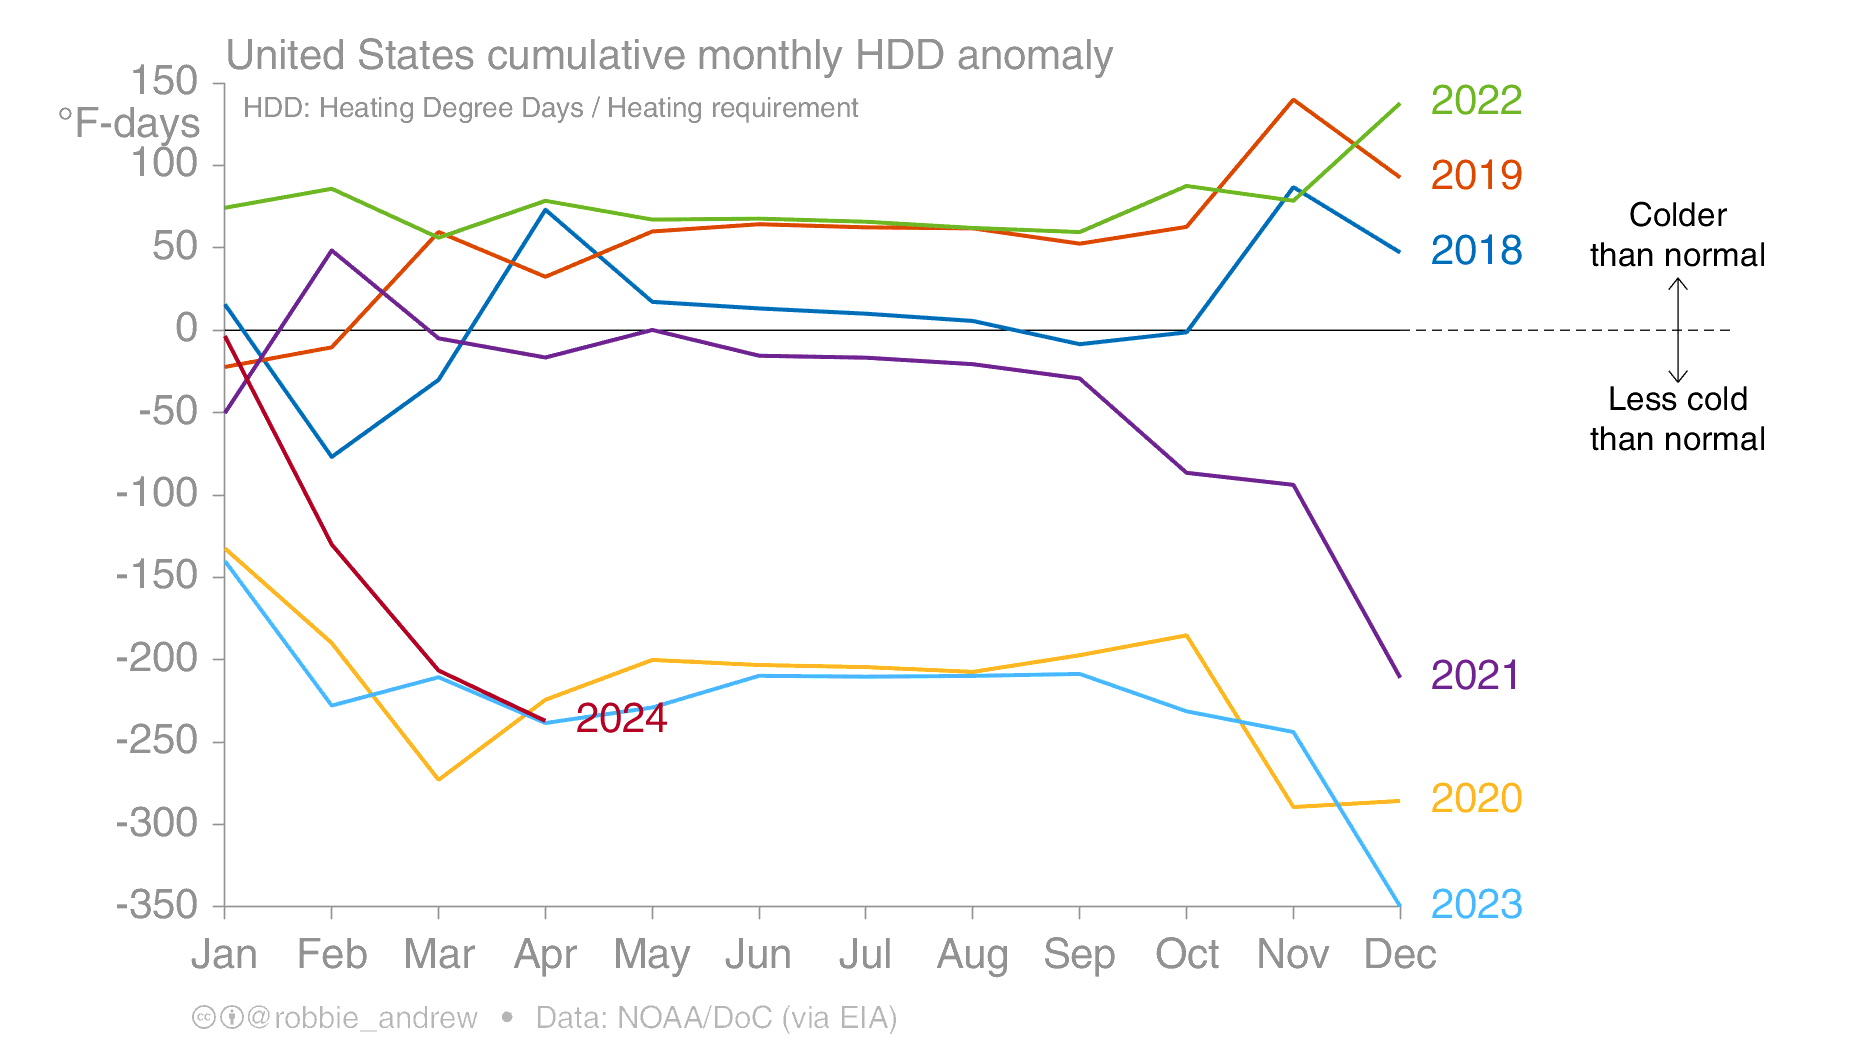 United States cumulative monthly HDD anomaly
HDD: Heating Degree Days / Heating requirement
150
°F-days
100
50
0
-50
-100
-150
-200
-250
-300
-350
Jan Feb Mar Apr May Jun Jul Aug Sep Oct Nov Dec
2022
2019
2018
2021
2024
2020
2023
Colder
than normal
Less cold
than normal
cc @robbie_andrew • Data: NOAA/DoC (via EIA)